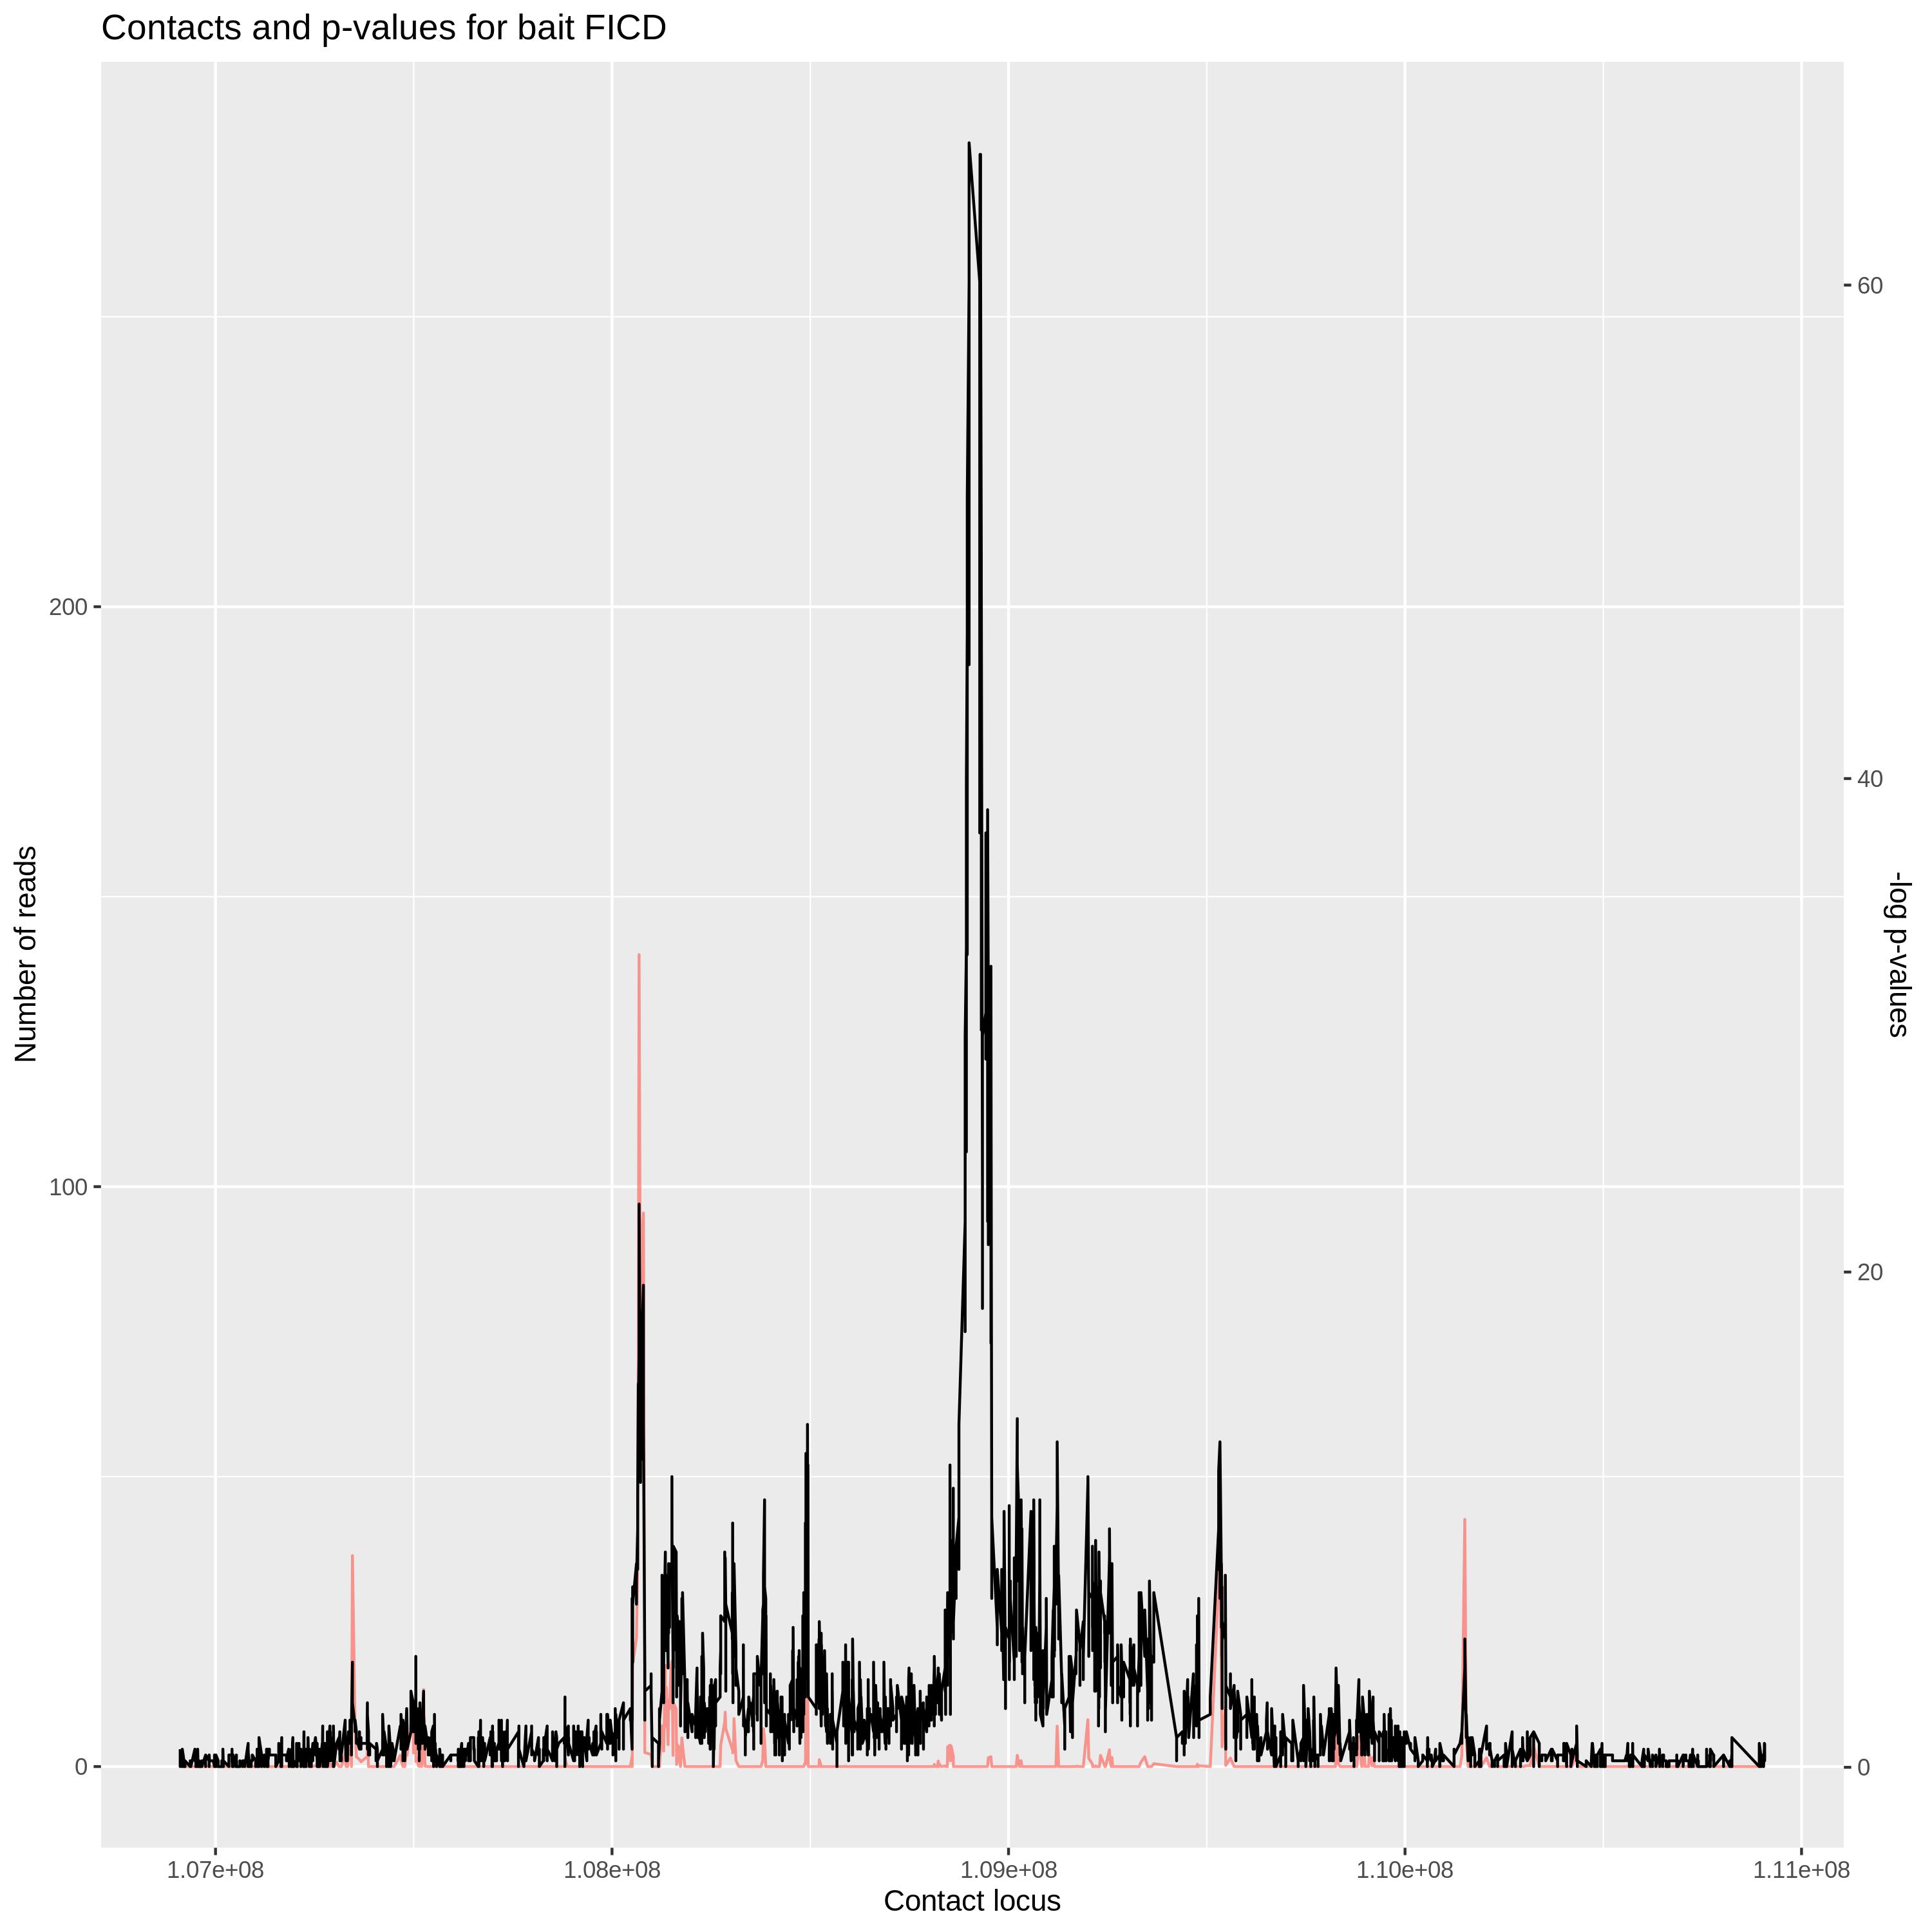 Contacts and p-values for bait FICD
Number of reads
200
100
0
60
40
20
0
-log p-values
1.07e+08
1.08e+08
1.09e+08
1.10e+08
1.11e+08
Contact locus